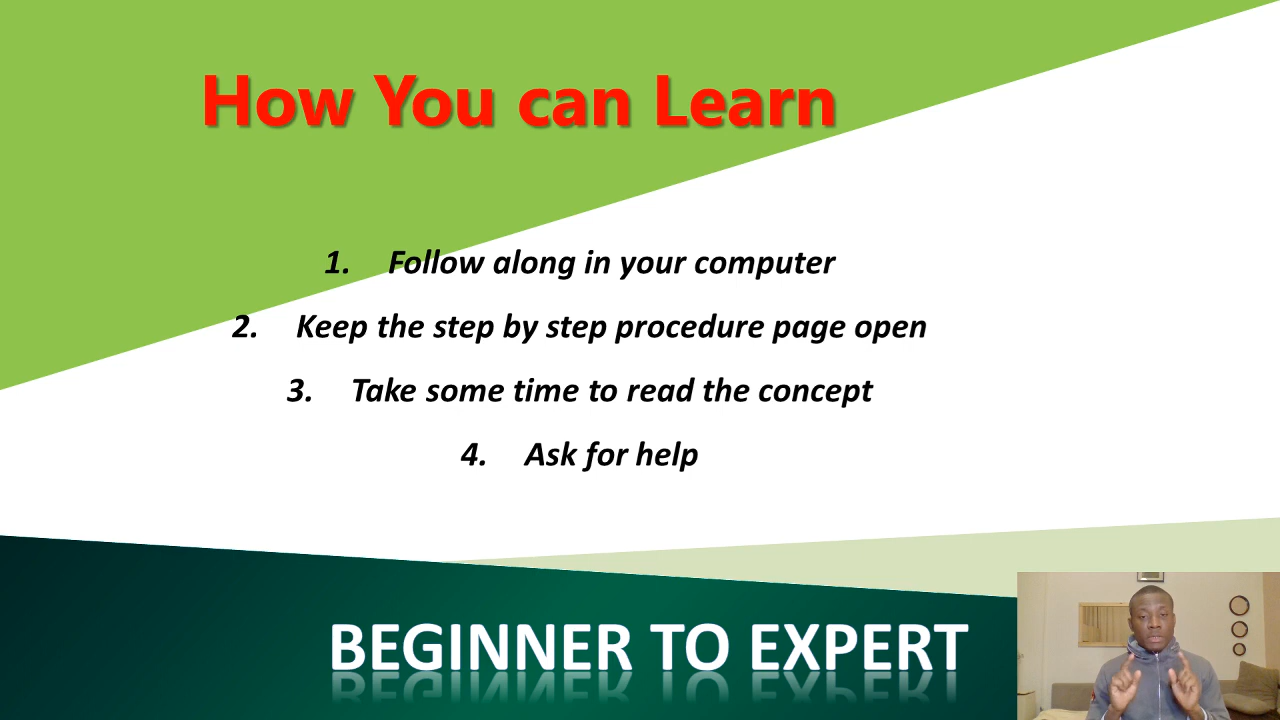 How You can Learn
1. Follow along in your computer
2. Keep the step by step procedure page open
3. Take some time to read the concept
4. Ask for help
BEGINNER TO EXPERT